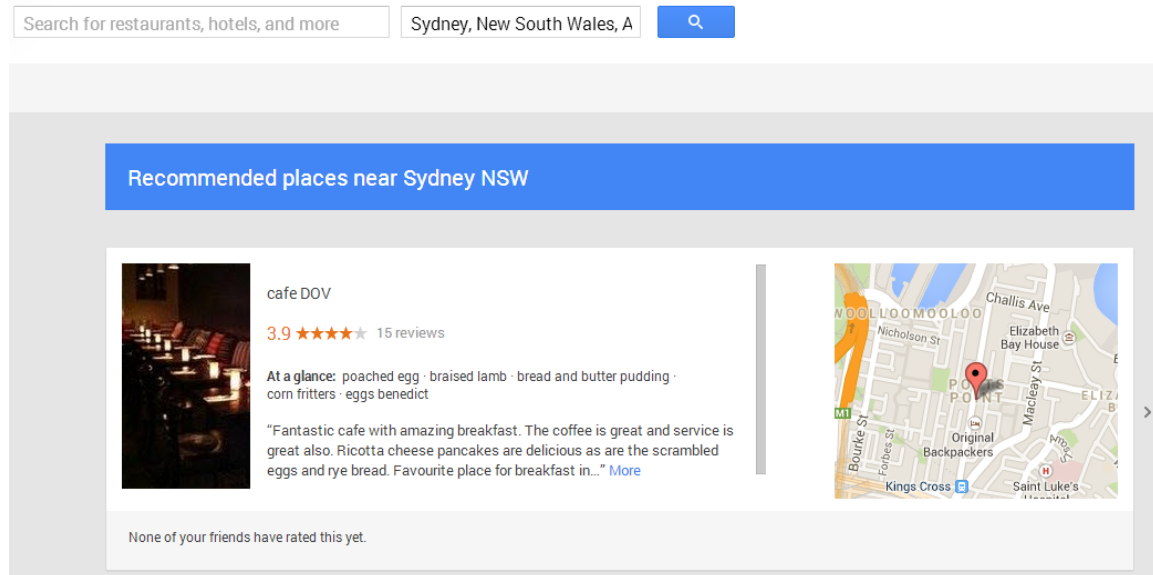 Search for restaurants, hotels, and more
Sydney, New South Wales, A
Recommended places near Sydney NSW
cafe DOV
3.9 ★★★★★ 15 reviews
At a glance: poached egg · braised lamb · bread and butter pudding ·
corn fritters · eggs benedict
“Fantastic cafe with amazing breakfast. The coffee is great and service is
great also. Ricotta cheese pancakes are delicious as are the scrambled
eggs and rye bread. Favourite place for breakfast in...” More
None of your friends have rated this yet.
Challis Ave
WOOLLOOMOOLOO
Nicholson St
Elizabeth
Bay House
POTTS
POINT
Macleay St
ELIZ
B
M1
Bourke St
Forbes St
Original
Backpackers
Kings Cross
H
Saint Luke's
Hospital